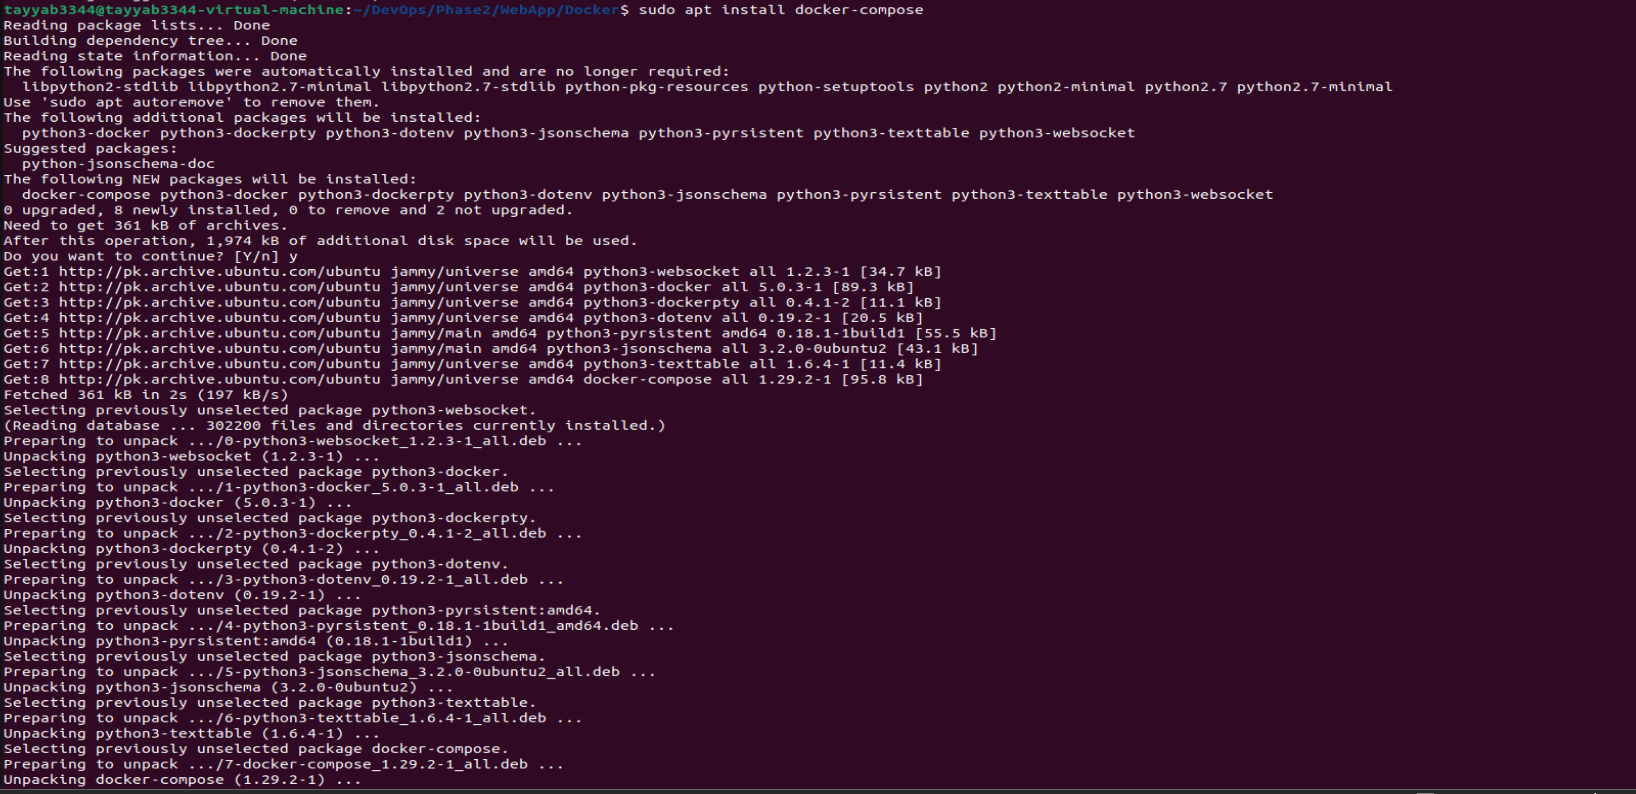 tayyab3344@tayyab3344-virtual-machine:~/DevOps/Phase2/WebApp/Docker$ sudo apt install docker-compose
Reading package lists... Done
Building dependency tree... Done
Reading state information... Done
The following packages were automatically installed and are no longer required:
  libpython2-stdlib libpython2.7-minimal libpython2.7-stdlib python-pkg-resources python-setuptools python2 python2-minimal python2.7 python2.7-minimal
Use 'sudo apt autoremove' to remove them.
The following additional packages will be installed:
  python3-docker python3-dockerpty python3-dotenv python3-jsonschema python3-pyrsistent python3-texttable python3-websocket
Suggested packages:
  python-jsonschema-doc
The following NEW packages will be installed:
  docker-compose python3-docker python3-dockerpty python3-dotenv python3-jsonschema python3-pyrsistent python3-texttable python3-websocket
0 upgraded, 8 newly installed, 0 to remove and 2 not upgraded.
Need to get 361 kB of archives.
After this operation, 1,974 kB of additional disk space will be used.
Do you want to continue? [Y/n] y
Get:1 http://pk.archive.ubuntu.com/ubuntu jammy/universe amd64 python3-websocket all 1.2.3-1 [34.7 kB]
Get:2 http://pk.archive.ubuntu.com/ubuntu jammy/universe amd64 python3-docker all 5.0.3-1 [89.3 kB]
Get:3 http://pk.archive.ubuntu.com/ubuntu jammy/universe amd64 python3-dockerpty all 0.4.1-2 [11.1 kB]
Get:4 http://pk.archive.ubuntu.com/ubuntu jammy/universe amd64 python3-dotenv all 0.19.2-1 [20.5 kB]
Get:5 http://pk.archive.ubuntu.com/ubuntu jammy/main amd64 python3-pyrsistent amd64 0.18.1-1build1 [55.5 kB]
Get:6 http://pk.archive.ubuntu.com/ubuntu jammy/main amd64 python3-jsonschema all 3.2.0-0ubuntu2 [43.1 kB]
Get:7 http://pk.archive.ubuntu.com/ubuntu jammy/universe amd64 python3-texttable all 1.6.4-1 [11.4 kB]
Get:8 http://pk.archive.ubuntu.com/ubuntu jammy/universe amd64 docker-compose all 1.29.2-1 [95.8 kB]
Fetched 361 kB in 2s (197 kB/s)
Selecting previously unselected package python3-websocket.
(Reading database ... 302200 files and directories currently installed.)
Preparing to unpack .../0-python3-websocket_1.2.3-1_all.deb ...
Unpacking python3-websocket (1.2.3-1) ...
Selecting previously unselected package python3-docker.
Preparing to unpack .../1-python3-docker_5.0.3-1_all.deb ...
Unpacking python3-docker (5.0.3-1) ...
Selecting previously unselected package python3-dockerpty.
Preparing to unpack .../2-python3-dockerpty_0.4.1-2_all.deb ...
Unpacking python3-dockerpty (0.4.1-2) ...
Selecting previously unselected package python3-dotenv.
Preparing to unpack .../3-python3-dotenv_0.19.2-1_all.deb ...
Unpacking python3-dotenv (0.19.2-1) ...
Selecting previously unselected package python3-pyrsistent:amd64.
Preparing to unpack .../4-python3-pyrsistent_0.18.1-1build1_amd64.deb ...
Unpacking python3-pyrsistent:amd64 (0.18.1-1build1) ...
Selecting previously unselected package python3-jsonschema.
Preparing to unpack .../5-python3-jsonschema_3.2.0-0ubuntu2_all.deb ...
Unpacking python3-jsonschema (3.2.0-0ubuntu2) ...
Selecting previously unselected package python3-texttable.
Preparing to unpack .../6-python3-texttable_1.6.4-1_all.deb ...
Unpacking python3-texttable (1.6.4-1) ...
Selecting previously unselected package docker-compose.
Preparing to unpack .../7-docker-compose_1.29.2-1_all.deb ...
Unpacking docker-compose (1.29.2-1) ...